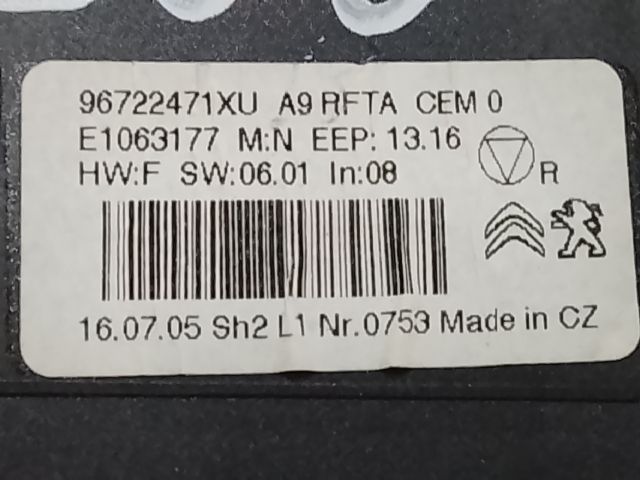 96722471XU A9 RFTA CEM 0
E1063177 M:N EEP: 13.16
HW:F SW:06.01 In:08
R
16.07.05 Sh2 L1 Nr.0753 Made in CZ